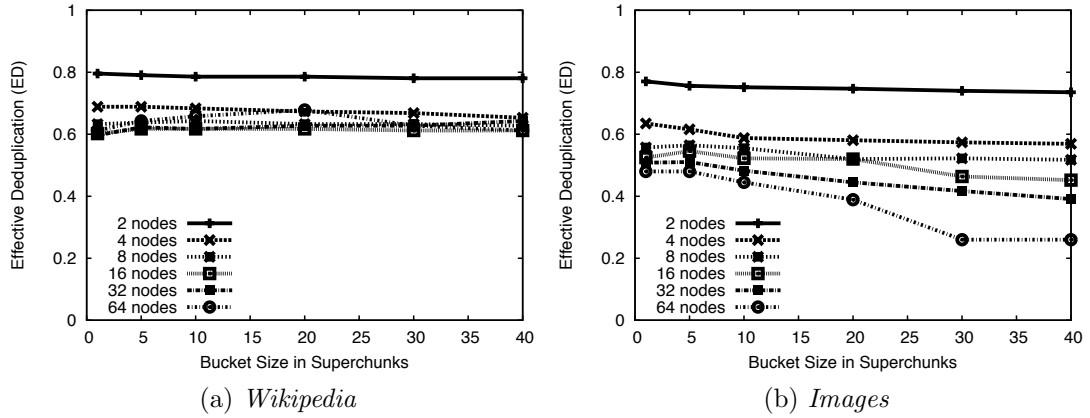 Effective Deduplication (ED)
1
0.8
0.6
0.4
0.2
0
2 nodes
4 nodes
8 nodes
16 nodes
32 nodes
64 nodes
0 5 10 15 20 25 30 35 40
Bucket Size in Superchunks
(a) Wikipedia
Effective Deduplication (ED)
1
0.8
0.6
0.4
0.2
0
2 nodes
4 nodes
8 nodes
16 nodes
32 nodes
64 nodes
0 5 10 15 20 25 30 35 40
Bucket Size in Superchunks
(b) Images